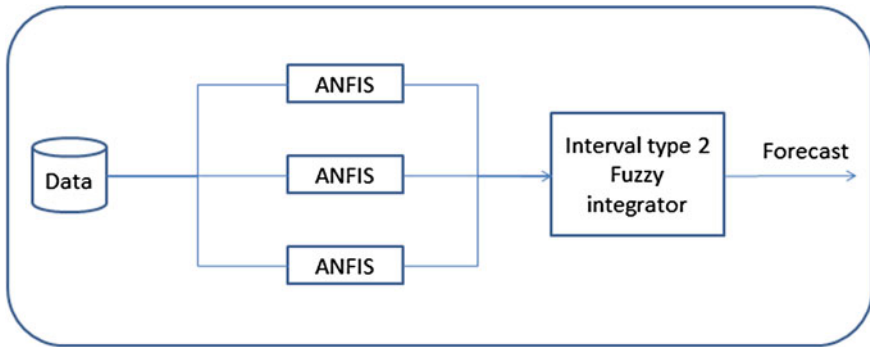 ANFIS
Data
ANFIS
ANFIS
Interval type 2
Fuzzy
integrator
Forecast